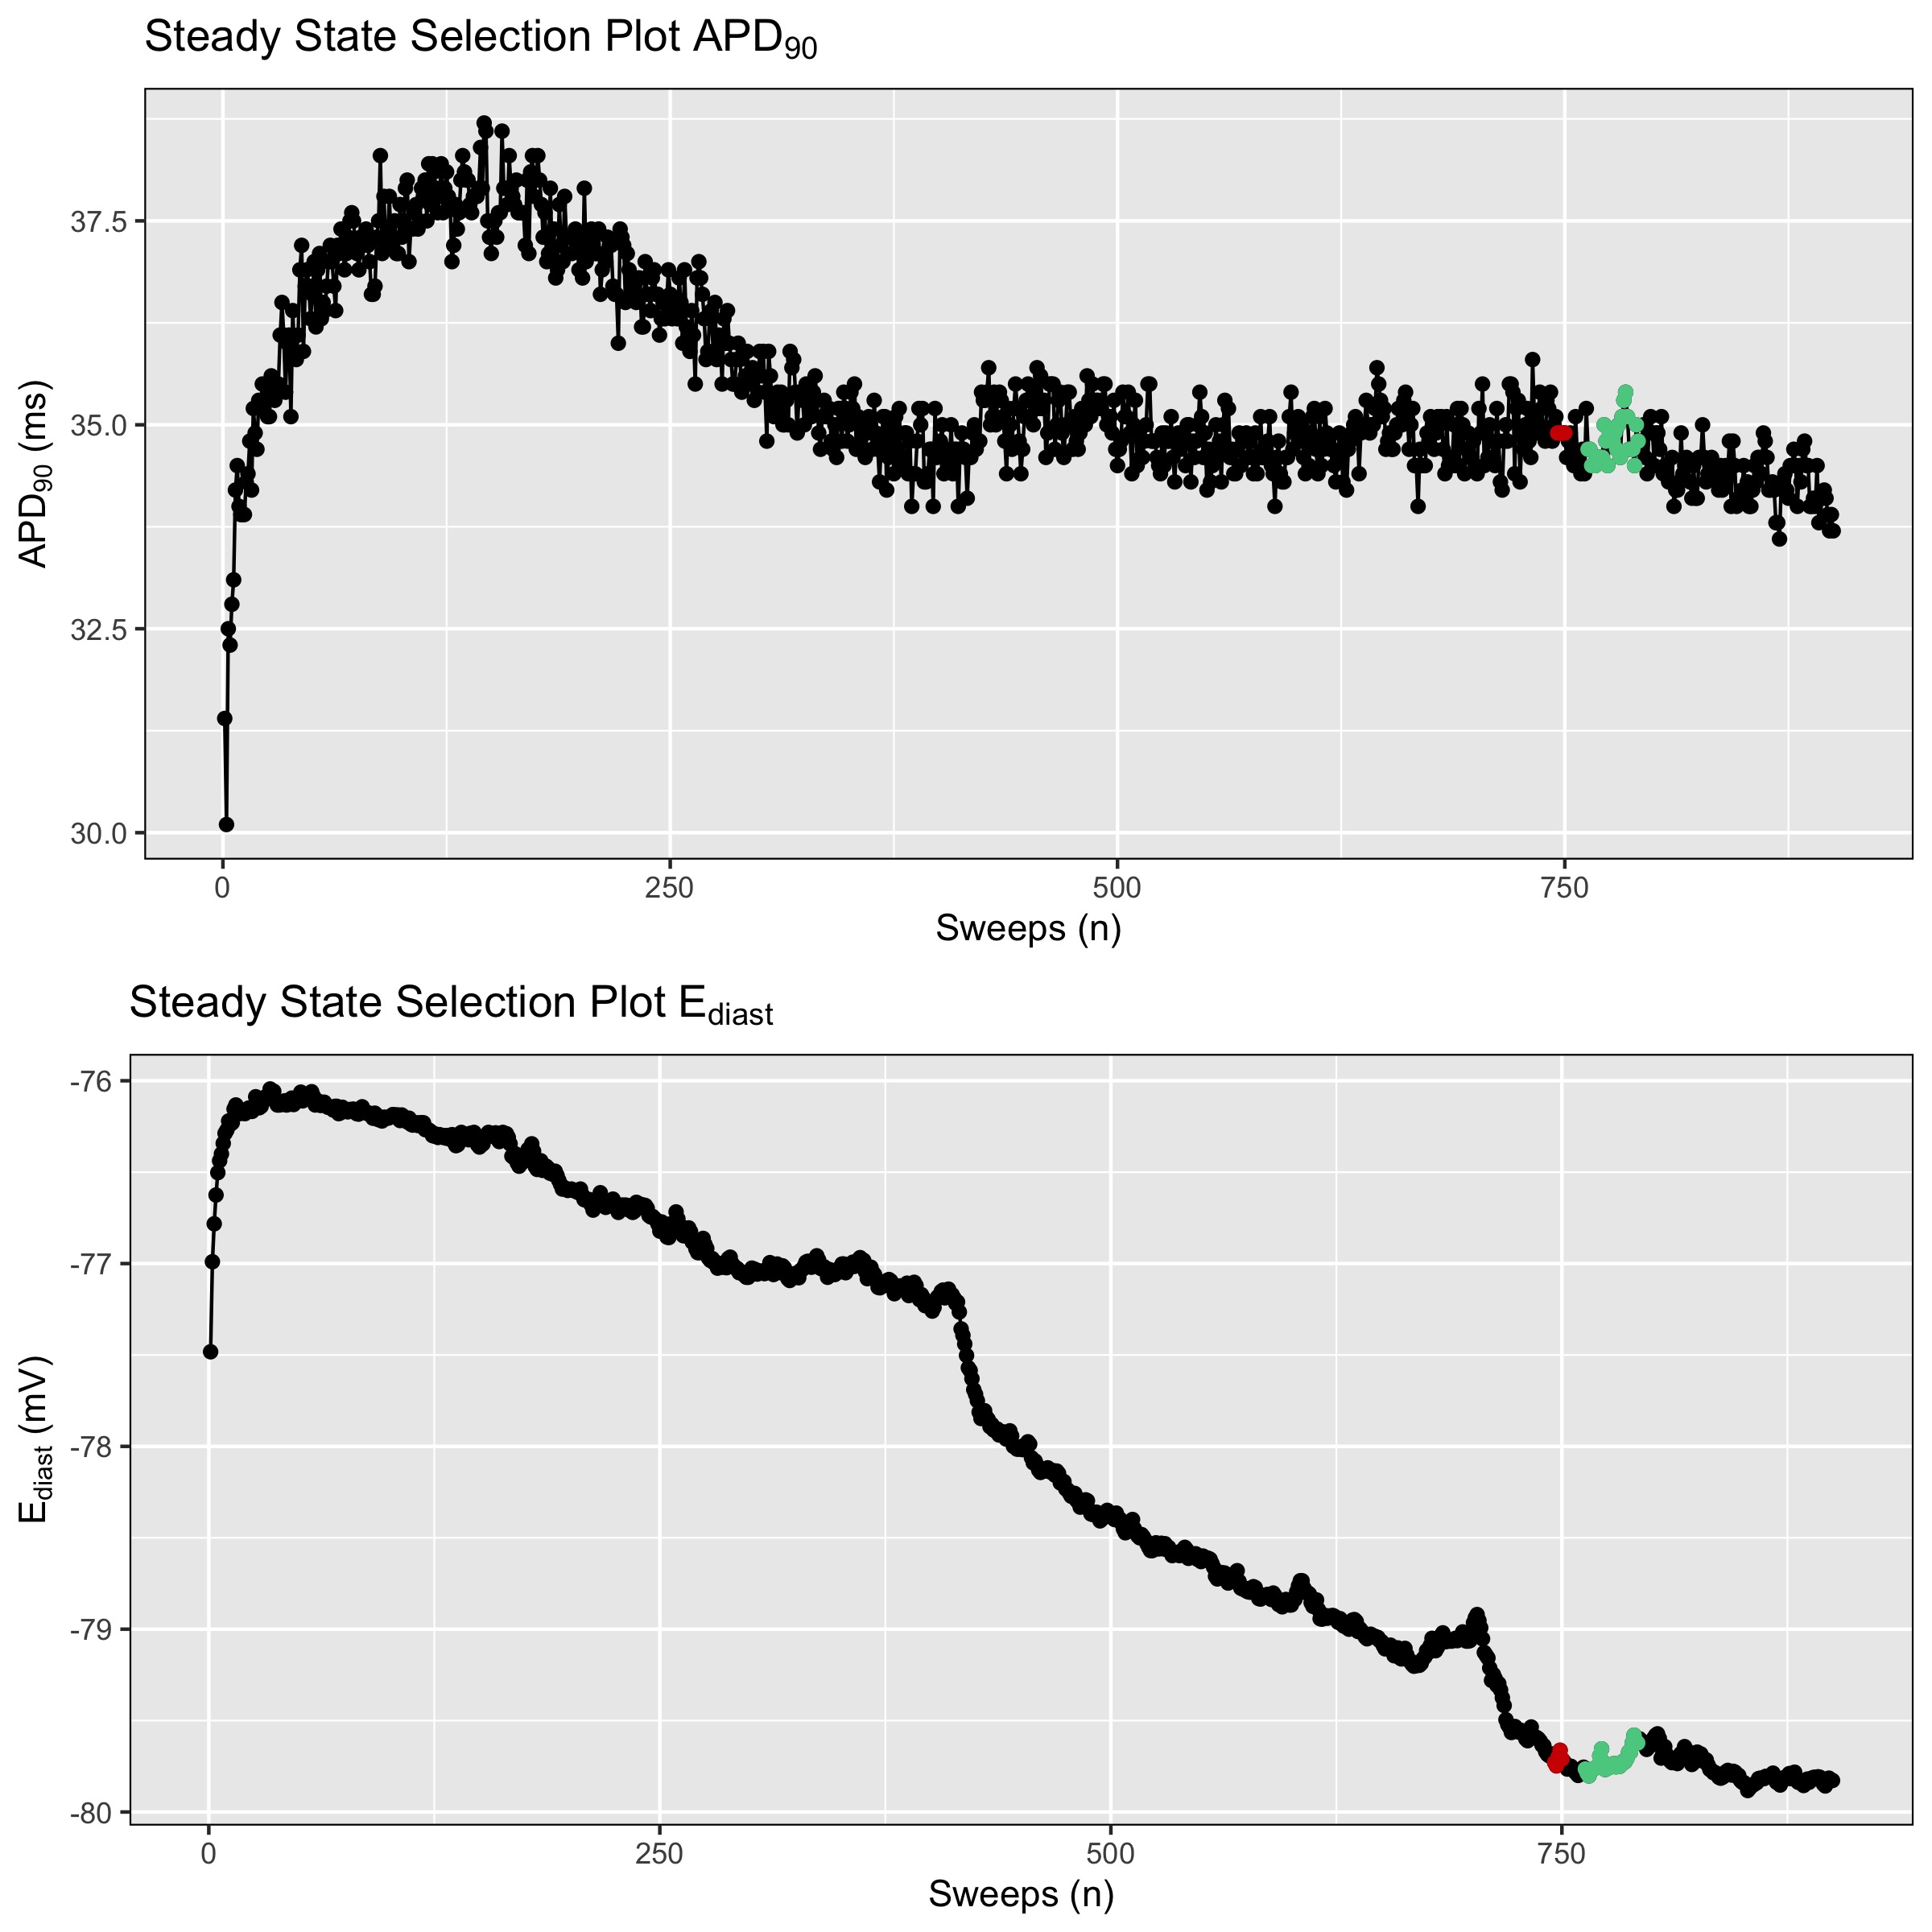 Steady State Selection Plot APD90
37.5
35.0
32.5
30.0
APD90 (ms)
0 250 500 750
Sweeps (n)
Steady State Selection Plot Ediast
-76
-77
-78
-79
-80
Ediast (mV)
0 250 500 750
Sweeps (n)